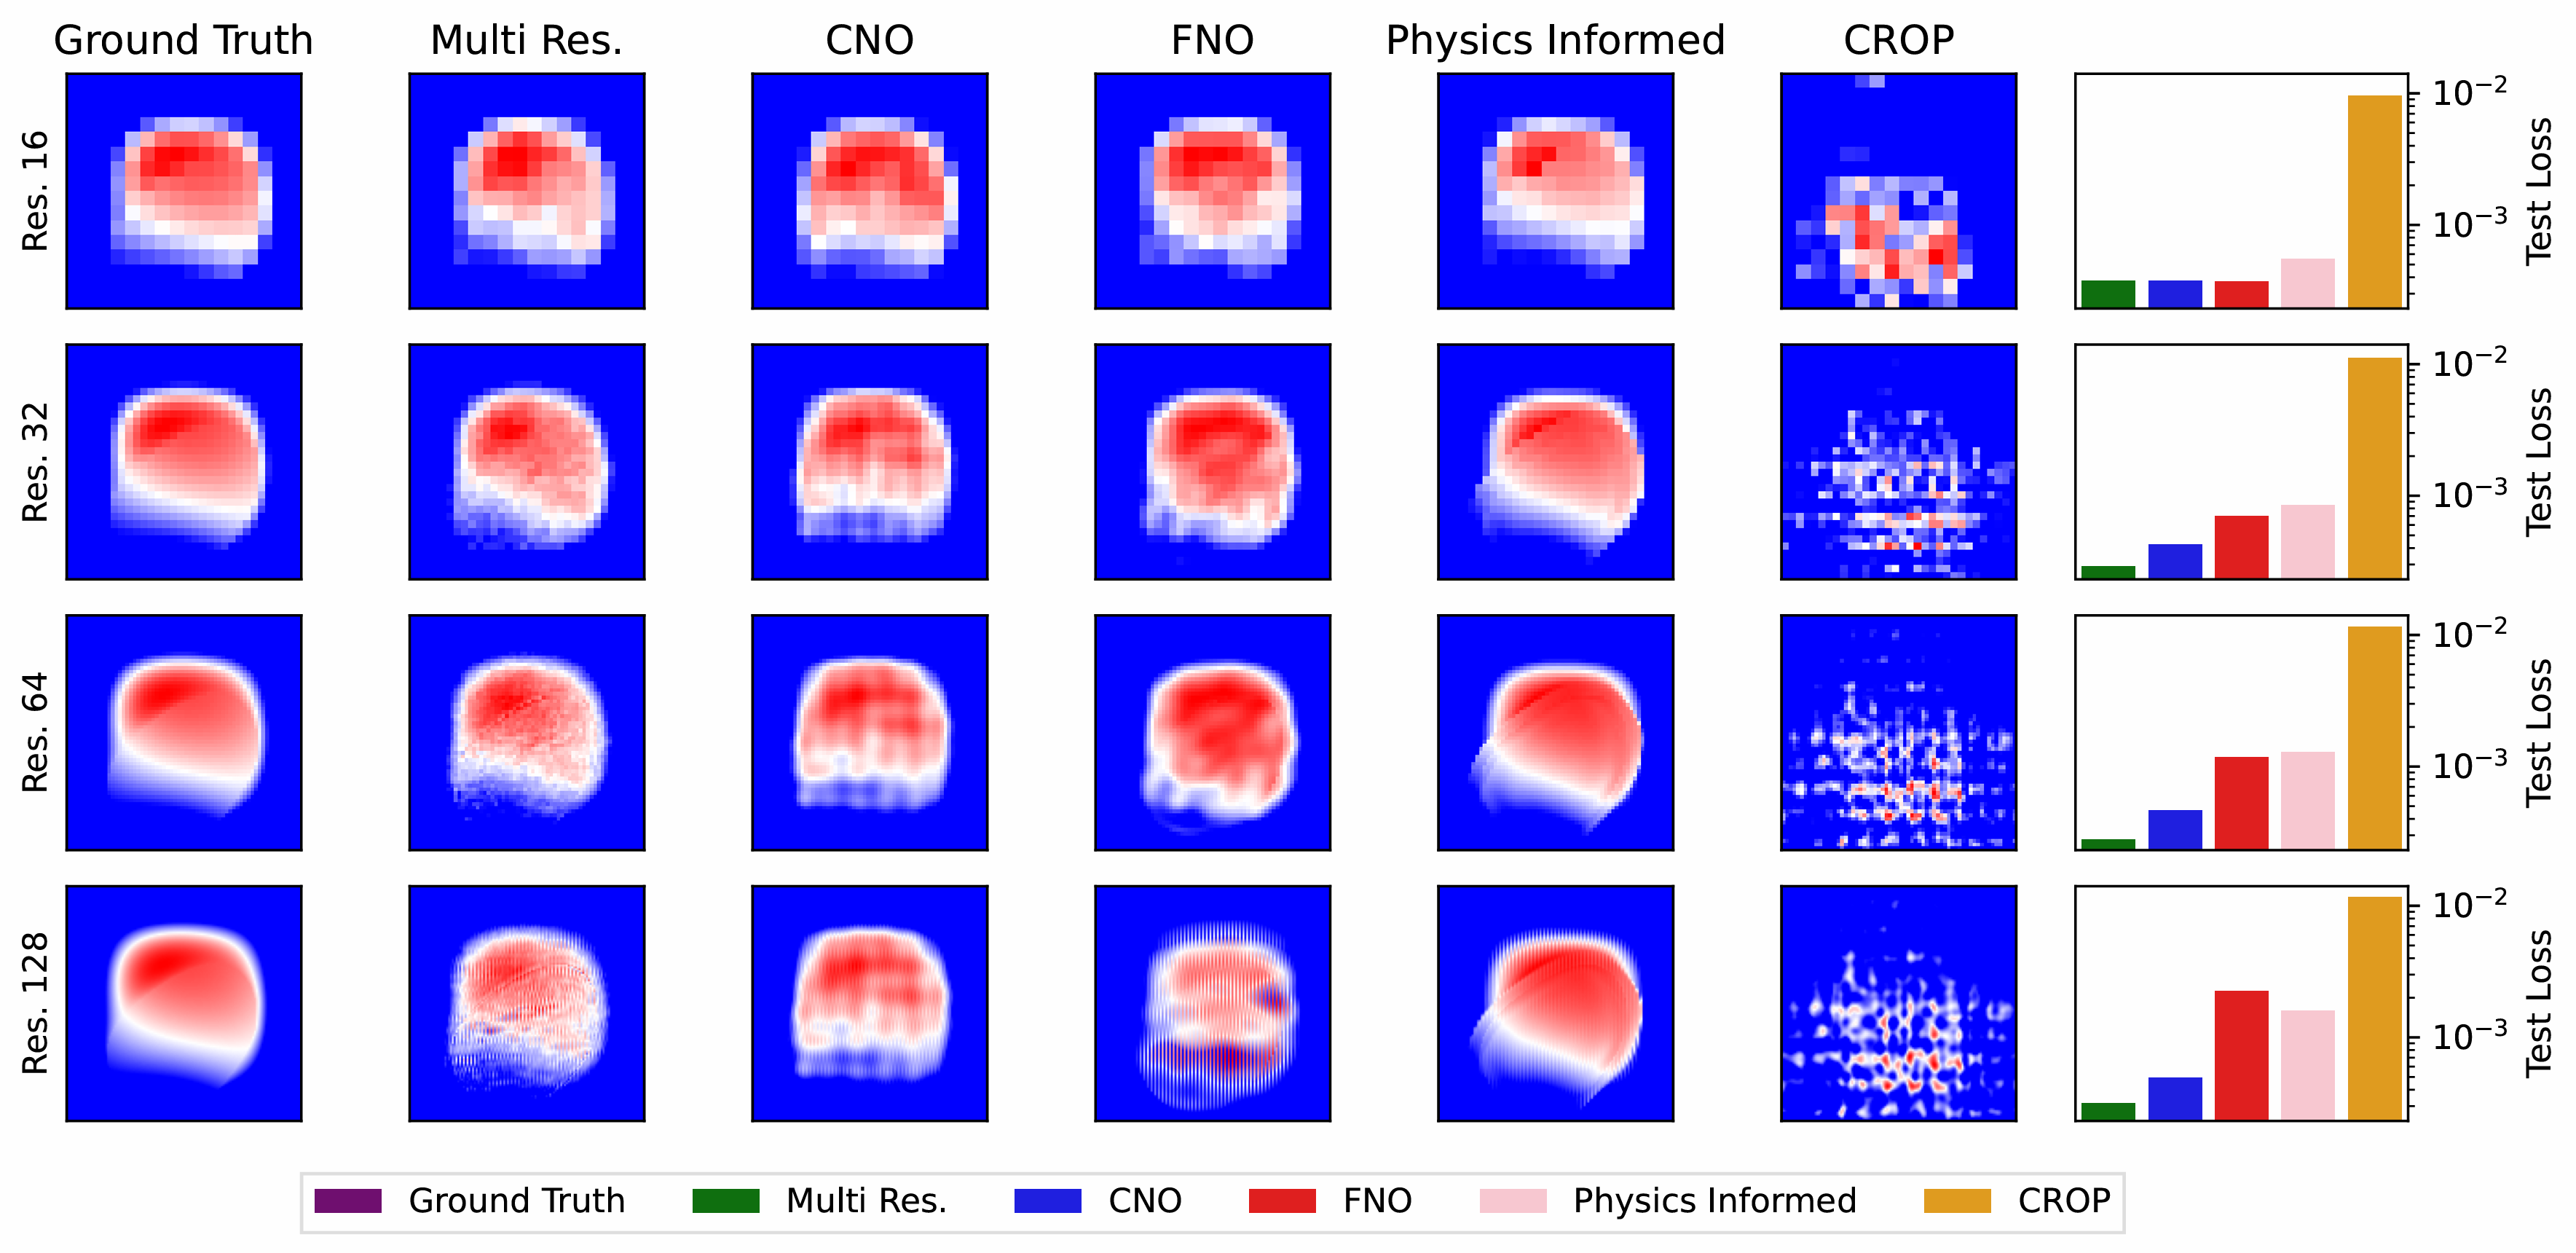 Ground Truth Multi Res. CNO FNO Physics Informed CROP
Res. 16
10⁻²
10⁻³
Test Loss
Res. 32
10⁻²
10⁻³
Test Loss
Res. 64
10⁻²
10⁻³
Test Loss
Res. 128
10⁻²
10⁻³
Test Loss
Ground Truth Multi Res. CNO FNO Physics Informed CROP